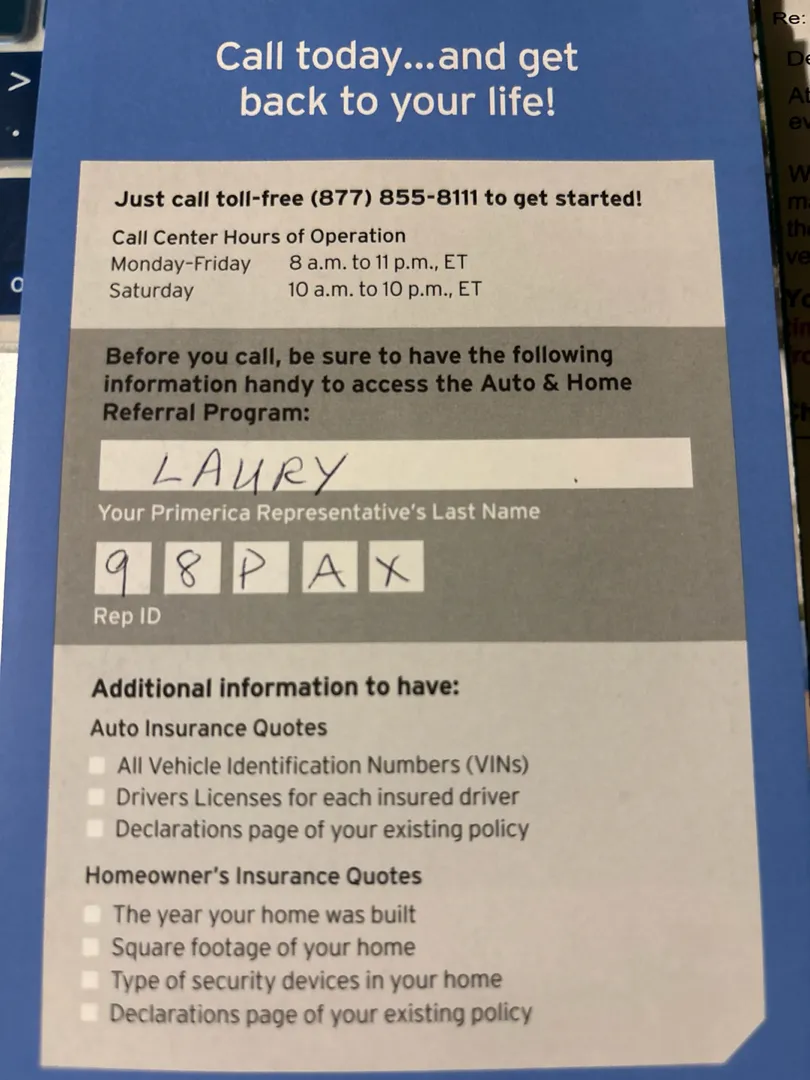 Call today...and get
back to your life!
Just call toll-free (877) 855-8111 to get started!
Call Center Hours of Operation
Monday-Friday 8 a.m. to 11 p.m., ET
Saturday 10 a.m. to 10 p.m., ET
Before you call, be sure to have the following
information handy to access the Auto & Home
Referral Program:
LAURY
Your Primerica Representative's Last Name
9 8 P A X
Rep ID
Additional information to have:
Auto Insurance Quotes
All Vehicle Identification Numbers (VINs)
Drivers Licenses for each insured driver
Declarations page of your existing policy
Homeowner's Insurance Quotes
The year your home was built
Square footage of your home
Type of security devices in your home
Declarations page of your existing policy
Re: